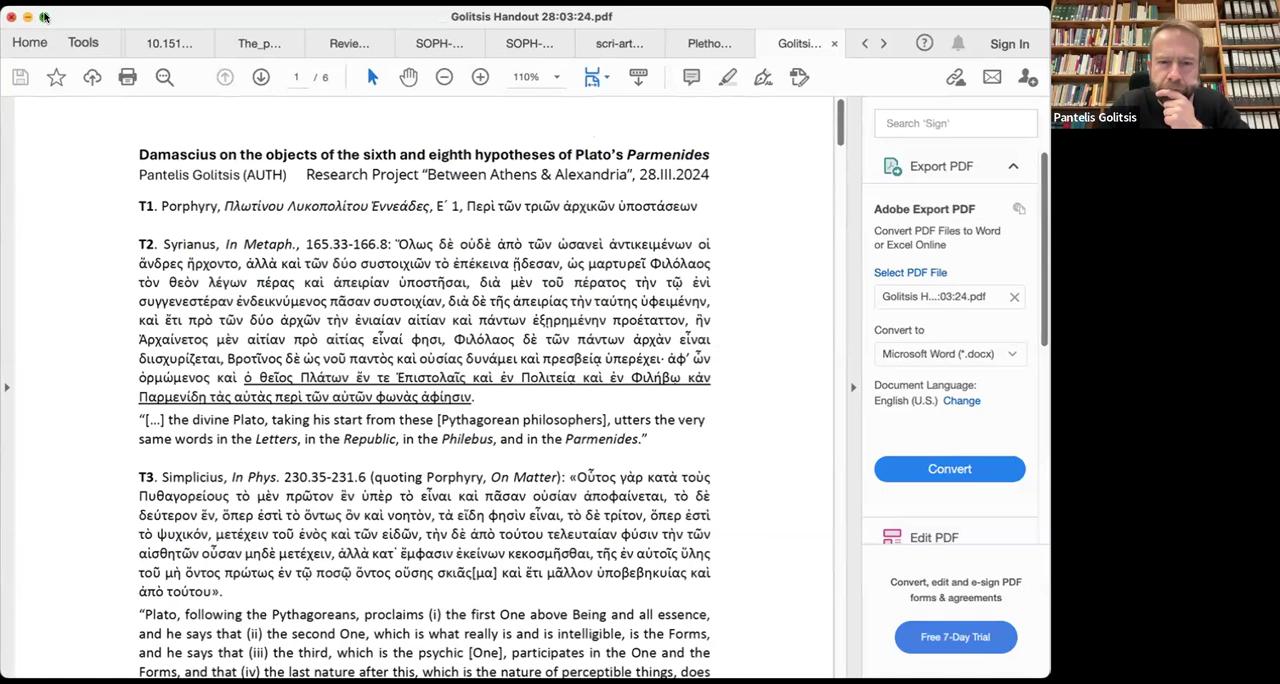 Golitsis Handout 28:03:24.pdf
Home Tools 10.151... The_p... Revie... SOPH-... SOPH-... scri-art... Pletho... Golitsi... × Sign In
1 / 6 110%
Damascius on the objects of the sixth and eighth hypotheses of Plato’s Parmenides
Pantelis Golitsis (AUTH) Research Project “Between Athens & Alexandria”, 28.III.2024
T1. Porphyry, Πλωτίνου Λυκοπολίτου Ἐννεάδες, Ε´ 1, Περὶ τῶν τριῶν ἀρχικῶν ὑποστάσεων
T2. Syrianus, In Metaph., 165.33-166.8: Ὅλως δὲ οὐδὲ ἀπὸ τῶν ὡσανεὶ ἀντικειμένων οἱ
ἄνδρες ἤρχοντο, ἀλλὰ καὶ τῶν δύο συστοιχιῶν τὸ ἐπέκεινα ᾔδεσαν, ὡς μαρτυρεῖ Φιλόλαος
τὸν θεὸν λέγων πέρας καὶ ἀπειρίαν ὑποστῆσαι, διὰ μὲν τοῦ πέρατος τὴν τῷ ἑνὶ
συγγενεστέραν ἐνδεικνύμενος πᾶσαν συστοιχίαν, διὰ δὲ τῆς ἀπειρίας τὴν ταύτης ὑφειμένην,
καὶ ἔτι πρὸ τῶν δύο ἀρχῶν τὴν ἑνιαίαν αἰτίαν καὶ πάντων ἐξῃρημένην προέταττον, ἣν
Ἀρχαίνετος μὲν αἰτίαν πρὸ αἰτίας εἶναί φησι, Φιλόλαος δὲ τῶν πάντων ἀρχὰν εἶναι
διισχυρίζεται, Βροτῖνος δὲ ὡς νοῦ παντὸς καὶ οὐσίας δυνάμει καὶ πρεσβείᾳ ὑπερέχει· ἀφ’ ὧν
ὁρμώμενος καὶ ὁ θεῖος Πλάτων ἔν τε Ἐπιστολαῖς καὶ ἐν Πολιτείᾳ καὶ ἐν Φιλήβῳ κἀν
Παρμενίδῃ τὰς αὐτὰς περὶ τῶν αὐτῶν φωνὰς ἀφίησιν.
“[…] the divine Plato, taking his start from these [Pythagorean philosophers], utters the very
same words in the Letters, in the Republic, in the Philebus, and in the Parmenides.”
T3. Simplicius, In Phys. 230.35-231.6 (quoting Porphyry, On Matter): «Οὗτος γὰρ κατὰ τοὺς
Πυθαγορείους τὸ μὲν πρῶτον ἓν ὑπὲρ τὸ εἶναι καὶ πᾶσαν οὐσίαν ἀποφαίνεται, τὸ δὲ
δεύτερον ἕν, ὅπερ ἐστὶ τὸ ὄντως ὂν καὶ νοητὸν, τὰ εἴδη φησὶν εἶναι, τὸ δὲ τρίτον, ὅπερ ἐστὶ
τὸ ψυχικόν, μετέχειν τοῦ ἑνὸς καὶ τῶν εἰδῶν, τὴν δὲ ἀπὸ τούτου τελευταίαν φύσιν τὴν τῶν
αἰσθητῶν οὖσαν μηδὲ μετέχειν, ἀλλὰ κατ᾽ ἔμφασιν ἐκείνων κεκοσμῆσθαι, τῆς ἐν αὐτοῖς ὕλης
τοῦ μὴ ὄντος πρώτως ἐν τῷ ποσῷ ὄντος οὔσης σκιᾶς[μα] καὶ ἔτι μᾶλλον ὑποβεβηκυίας καὶ
ἀπὸ τούτου».
“Plato, following the Pythagoreans, proclaims (i) the first One above Being and all essence,
and he says that (ii) the second One, which is what really is and is intelligible, is the Forms,
and he says that (iii) the third, which is the psychic [One], participates in the One and the
Forms, and that (iv) the last nature after this, which is the nature of perceptible things, does
Search 'Sign'
Export PDF
Adobe Export PDF
Convert PDF Files to Word
or Excel Online
Select PDF File
Golitsis H...:03:24.pdf
Convert to
Microsoft Word (*.docx)
Document Language:
English (U.S.) Change
Convert
Edit PDF
Convert, edit and e-sign PDF
forms & agreements
Free 7-Day Trial
Pantelis Golitsis